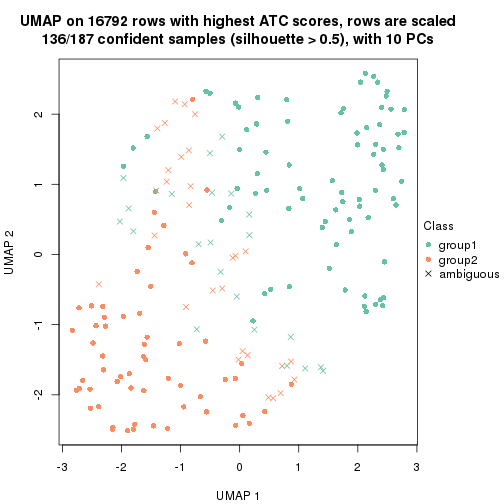 UMAP on 16792 rows with highest ATC scores, rows are scaled
136/187 confident samples (silhouette > 0.5), with 10 PCs
2
1
0
-1
-2
UMAP 2
-3
-2
-1
0
1
2
3
UMAP 1
Class
group1
group2
ambiguous